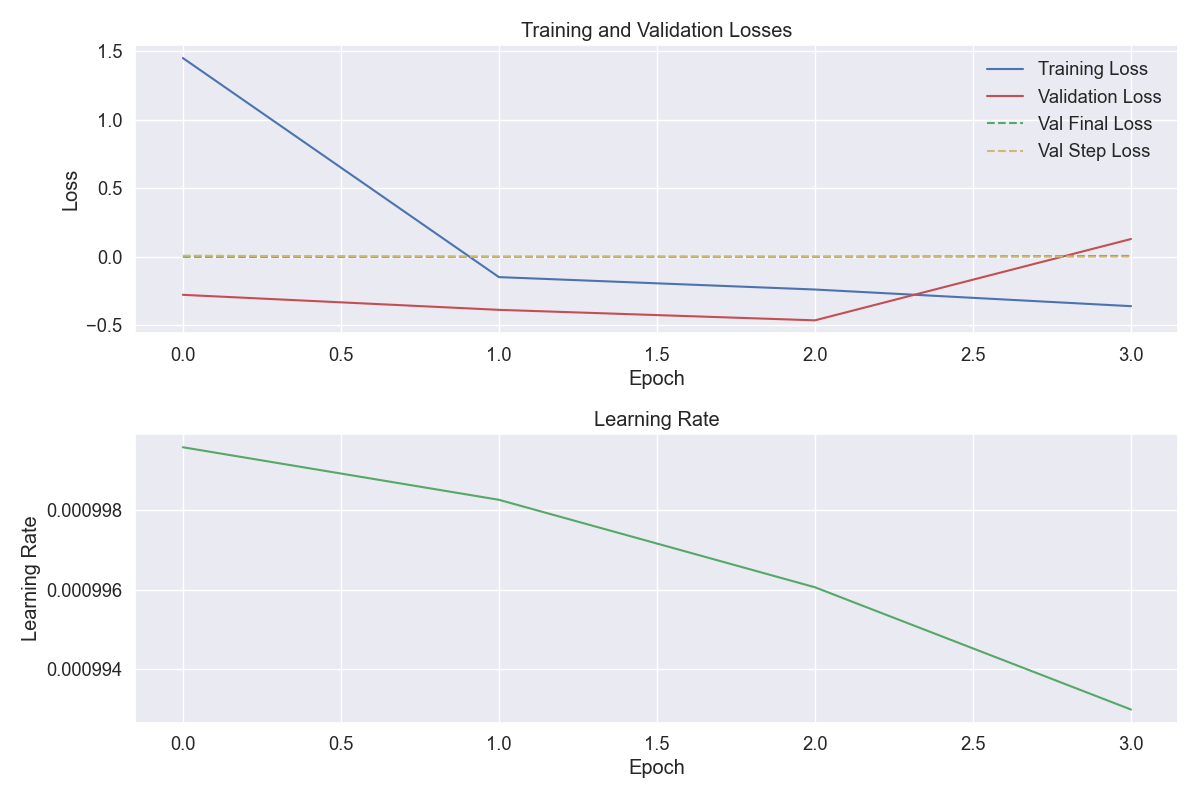 Training and Validation Losses
1.5
1.0
0.5
0.0
−0.5
Loss
Training Loss
Validation Loss
Val Final Loss
Val Step Loss
0.0 0.5 1.0 1.5 2.0 2.5 3.0
Epoch
Learning Rate
0.000998
0.000996
0.000994
Learning Rate
0.0 0.5 1.0 1.5 2.0 2.5 3.0
Epoch